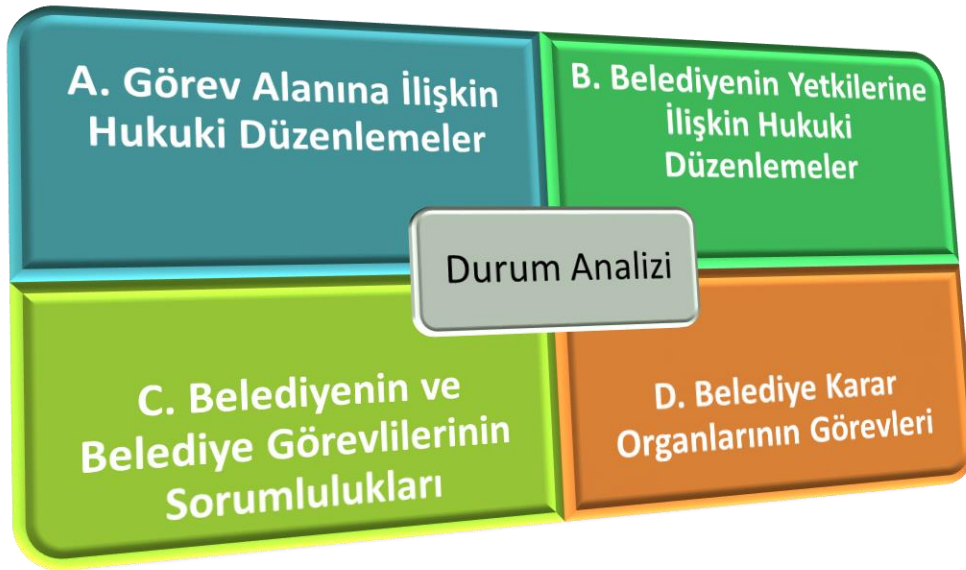 A. Görev Alanına İlişkin
Hukuki Düzenlemeler
B. Belediyenin Yetkilerine
İlişkin Hukuki
Düzenlemeler
Durum Analizi
C. Belediyenin ve
Belediye Görevlilerinin
Sorumlulukları
D. Belediye Karar
Organlarının Görevleri